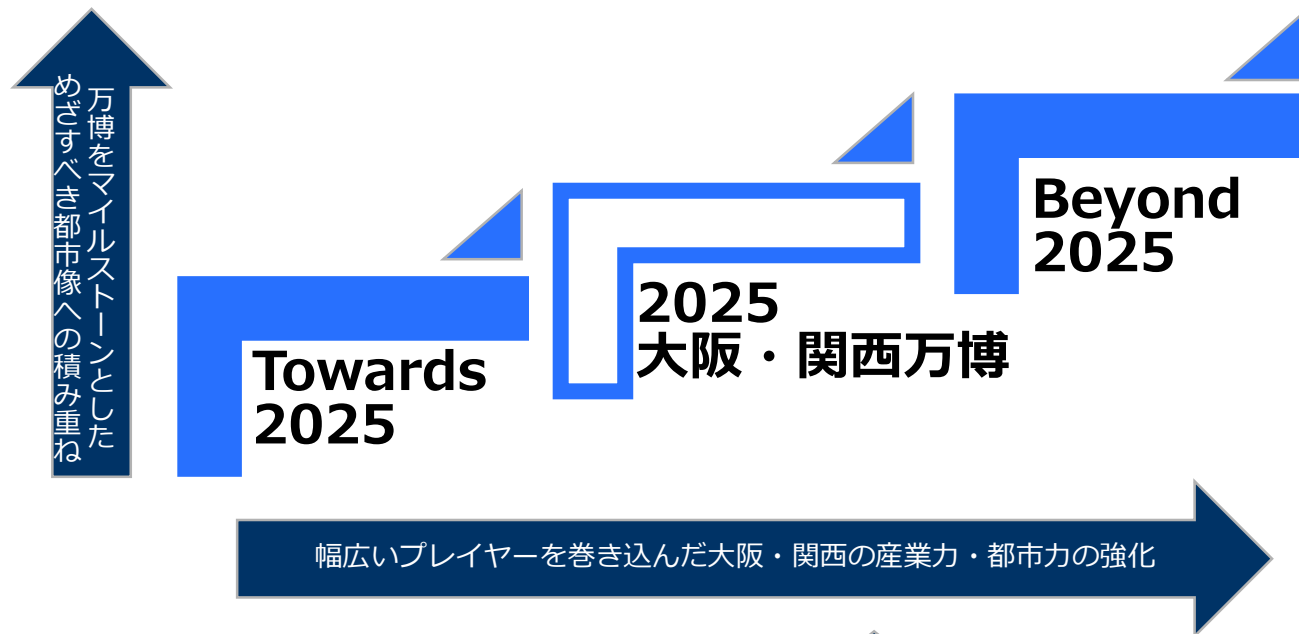 万博をマイルストーンとした
めざすべき都市像への積み重ね
Towards
2025
2025
大阪・関西万博
Beyond
2025
幅広いプレイヤーを巻き込んだ大阪・関西の産業力・都市力の強化